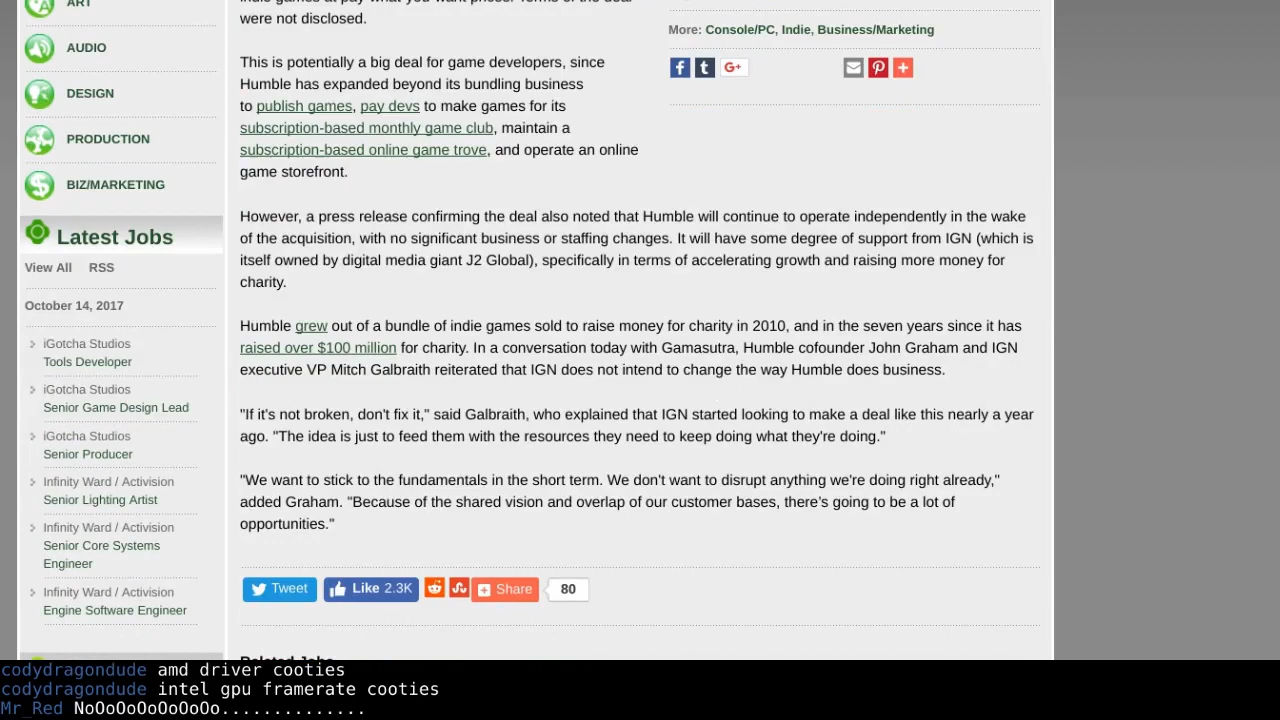 ART
AUDIO
DESIGN
PRODUCTION
BIZ/MARKETING
Latest Jobs
View All RSS
October 14, 2017
iGotcha Studios
Tools Developer
iGotcha Studios
Senior Game Design Lead
iGotcha Studios
Senior Producer
Infinity Ward / Activision
Senior Lighting Artist
Infinity Ward / Activision
Senior Core Systems
Engineer
Infinity Ward / Activision
Engine Software Engineer
were not disclosed.
This is potentially a big deal for game developers, since
Humble has expanded beyond its bundling business
to publish games, pay devs to make games for its
subscription-based monthly game club, maintain a
subscription-based online game trove, and operate an online
game storefront.
However, a press release confirming the deal also noted that Humble will continue to operate independently in the wake
of the acquisition, with no significant business or staffing changes. It will have some degree of support from IGN (which is
itself owned by digital media giant J2 Global), specifically in terms of accelerating growth and raising more money for
charity.
Humble grew out of a bundle of indie games sold to raise money for charity in 2010, and in the seven years since it has
raised over $100 million for charity. In a conversation today with Gamasutra, Humble cofounder John Graham and IGN
executive VP Mitch Galbraith reiterated that IGN does not intend to change the way Humble does business.
"If it's not broken, don't fix it," said Galbraith, who explained that IGN started looking to make a deal like this nearly a year
ago. "The idea is just to feed them with the resources they need to keep doing what they're doing."
"We want to stick to the fundamentals in the short term. We don't want to disrupt anything we're doing right already,"
added Graham. "Because of the shared vision and overlap of our customer bases, there's going to be a lot of
opportunities."
Tweet Like 2.3K Share 80
More: Console/PC, Indie, Business/Marketing
f t G+
codydragondude amd driver cooties
codydragondude intel gpu framerate cooties
Mr_Red NoOoOoOoOoOoOo..............